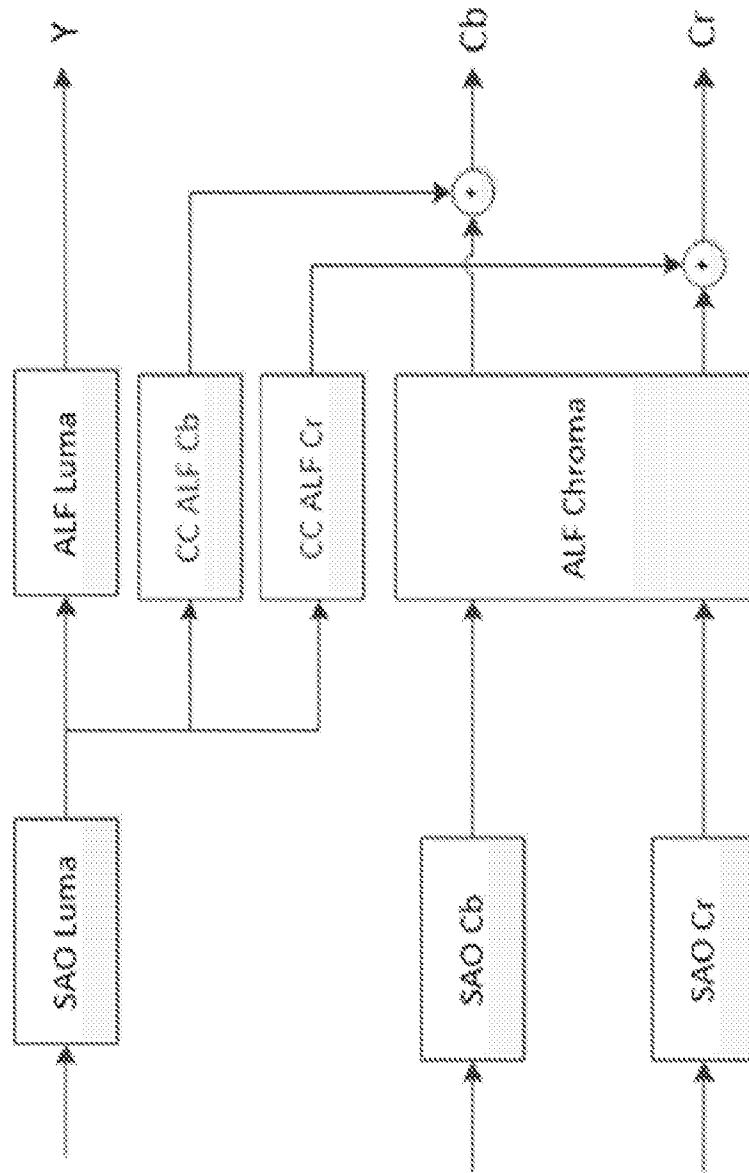 SAO Luma
ALF Luma
Y
CC ALF Cb
CC ALF Cr
SAO Cb
ALF Chroma
Cb
SAO Cr
Cr